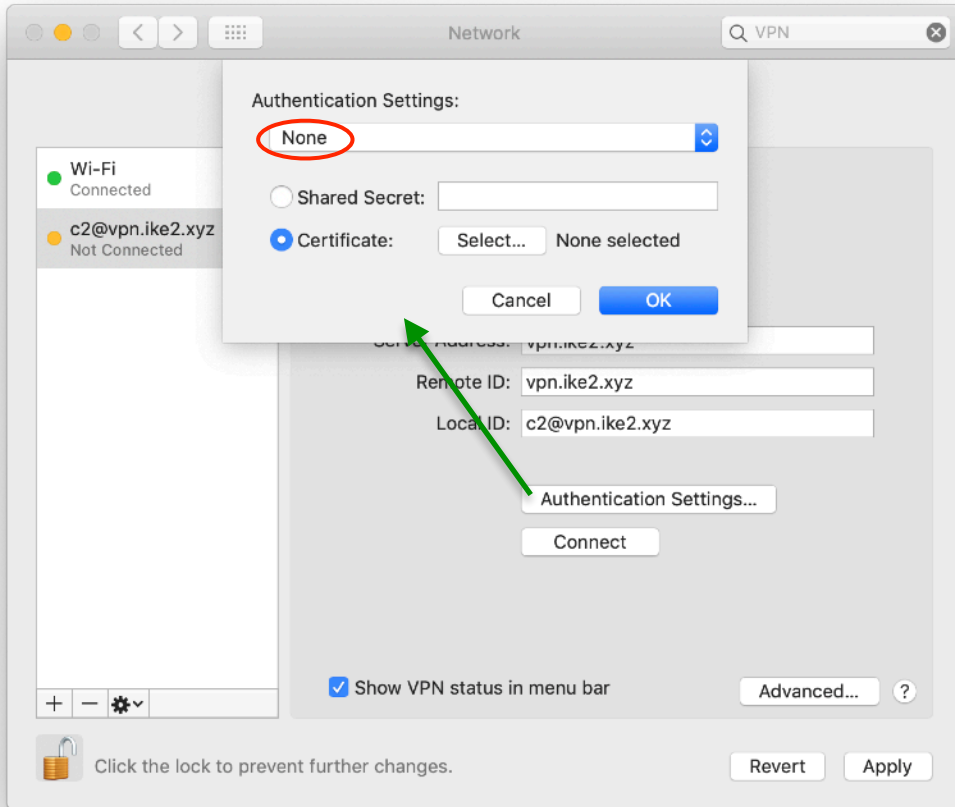 Network
VPN
Authentication Settings:
None
Shared Secret:
Certificate:
Select...
None selected
Cancel
OK
Wi-Fi
Connected
c2@vpn.ike2.xyz
Not Connected
Server Address: vpn.ike2.xyz
Remote ID: vpn.ike2.xyz
Local ID: c2@vpn.ike2.xyz
Authentication Settings...
Connect
Show VPN status in menu bar
Advanced...
?
Click the lock to prevent further changes.
Revert
Apply